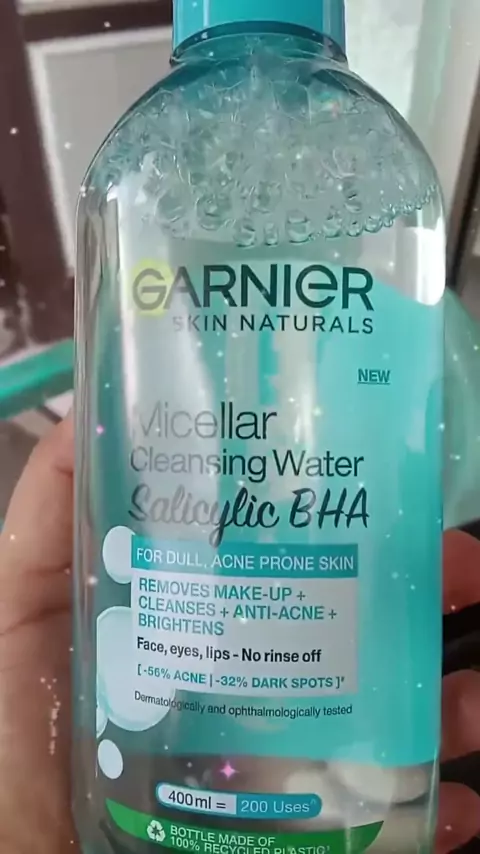 GARNIER
SKIN NATURALS
NEW
Micellar
Cleansing Water
Salicylic BHA
FOR DULL, ACNE PRONE SKIN
REMOVES MAKE-UP +
CLEANSES + ANTI-ACNE +
BRIGHTENS
Face, eyes, lips - No rinse off
[-56% ACNE | -32% DARK SPOTS]*
Dermatologically and ophthalmologically tested
400ml = 200 Uses^
BOTTLE MADE OF
100% RECYCLED PLASTIC